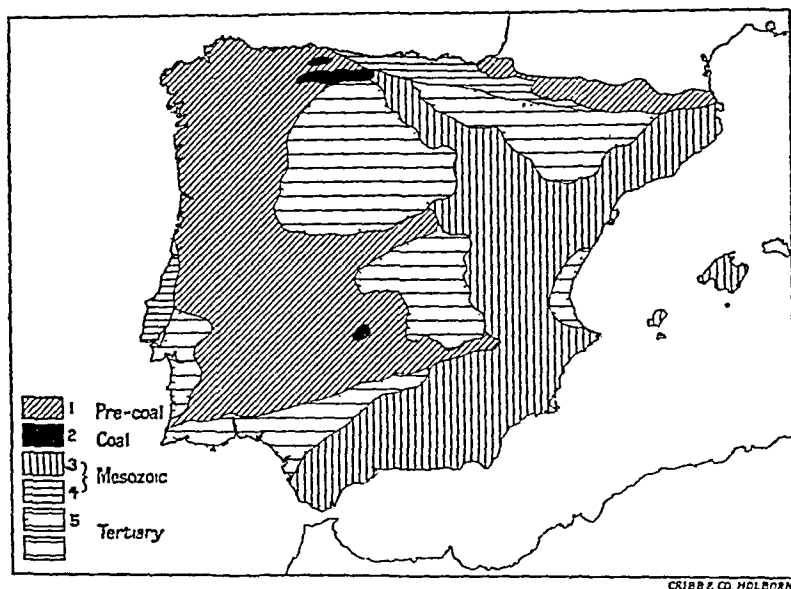 1 Pre-coal
2 Coal
3
Mesozoic
4
5
Tertiary
CRIBB & CO. HOLBORN